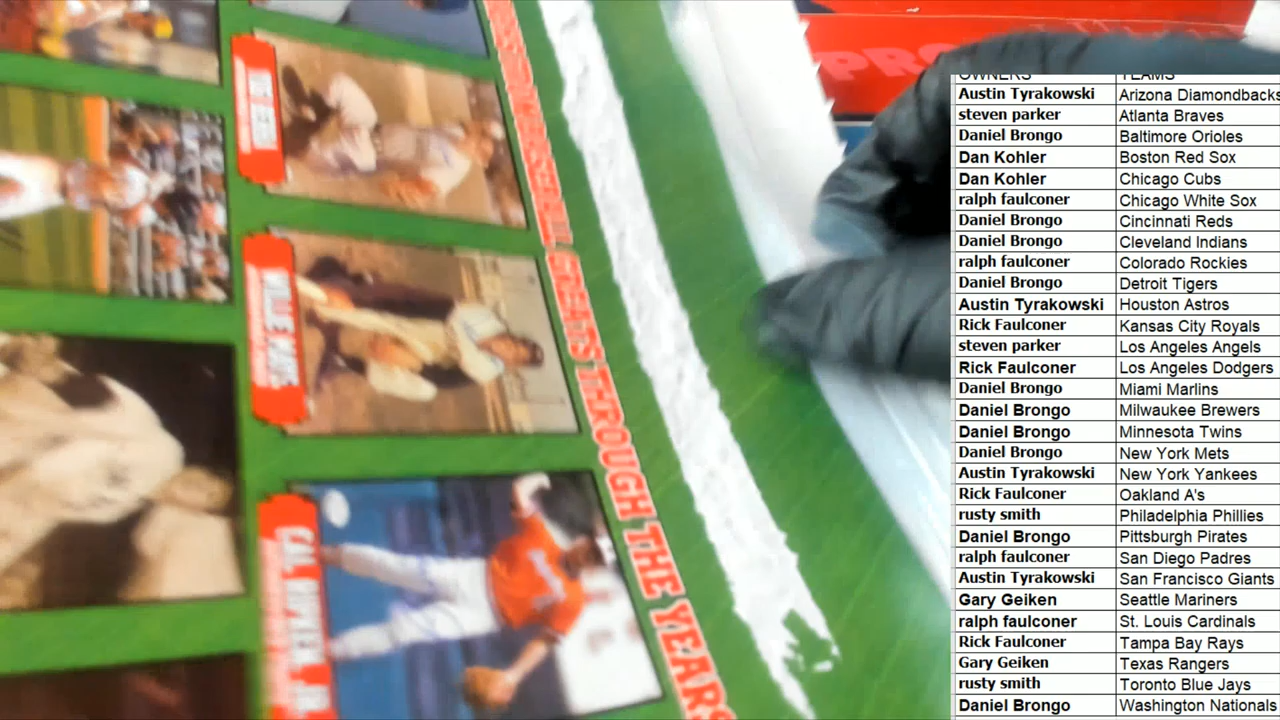 PRO
OWNERS TEAMS
Austin Tyrakowski Arizona Diamondbacks
steven parker Atlanta Braves
Daniel Brongo Baltimore Orioles
Dan Kohler Boston Red Sox
Dan Kohler Chicago Cubs
ralph faulconer Chicago White Sox
Daniel Brongo Cincinnati Reds
Daniel Brongo Cleveland Indians
ralph faulconer Colorado Rockies
Daniel Brongo Detroit Tigers
Austin Tyrakowski Houston Astros
Rick Faulconer Kansas City Royals
steven parker Los Angeles Angels
Rick Faulconer Los Angeles Dodgers
Daniel Brongo Miami Marlins
Daniel Brongo Milwaukee Brewers
Daniel Brongo Minnesota Twins
Daniel Brongo New York Mets
Austin Tyrakowski New York Yankees
Rick Faulconer Oakland A's
rusty smith Philadelphia Phillies
Daniel Brongo Pittsburgh Pirates
ralph faulconer San Diego Padres
Austin Tyrakowski San Francisco Giants
Gary Geiken Seattle Mariners
ralph faulconer St. Louis Cardinals
Rick Faulconer Tampa Bay Rays
Gary Geiken Texas Rangers
rusty smith Toronto Blue Jays
Daniel Brongo Washington Nationals
WILLIE MAYS
CAL RIPKEN JR.
BASEBALL GREATS THROUGH THE YEARS